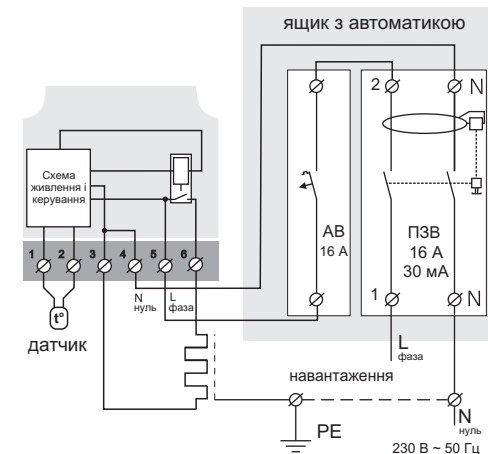 ящик з автоматикою
2
N
Схема
живлення і
керування
АВ
16 А
ПЗВ
16 А
30 мА
1
2
3
4
5
6
1
N
N
нуль
L
фаза
t°
датчик
L
фаза
навантаження
PE
N
нуль
230 В ~ 50 Гц